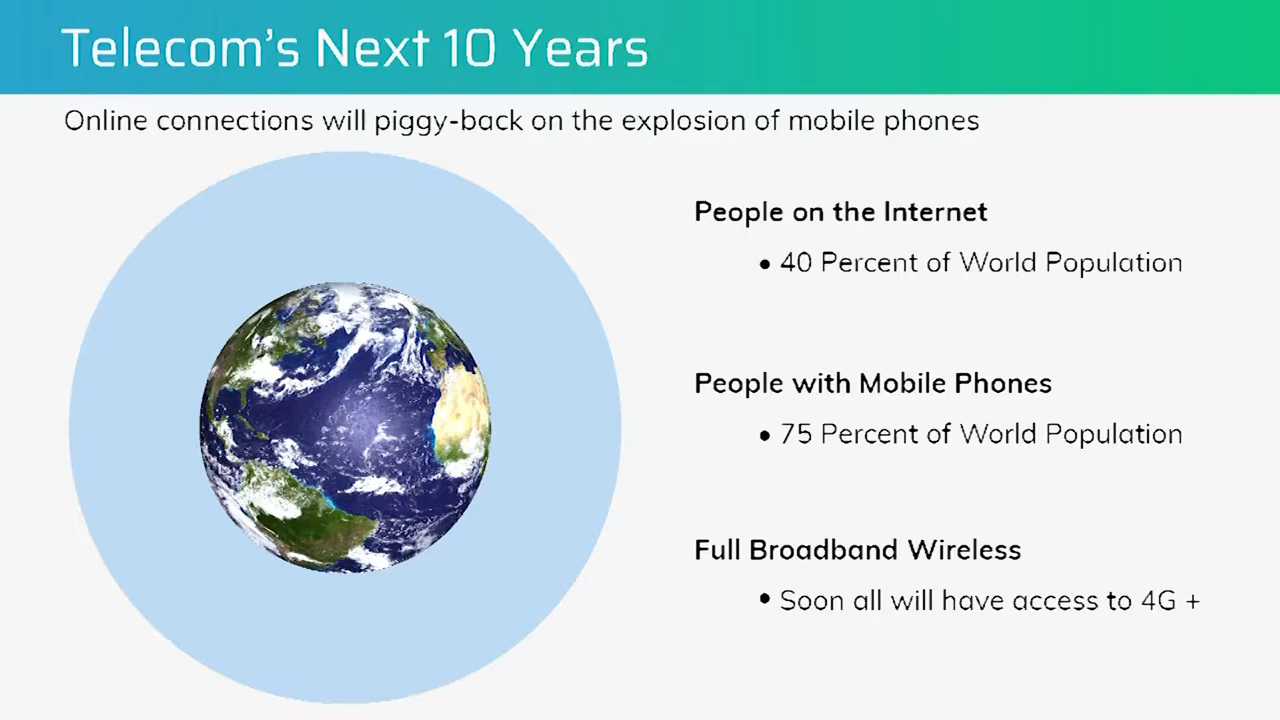 Telecom’s Next 10 Years
Online connections will piggy-back on the explosion of mobile phones
People on the Internet
• 40 Percent of World Population
People with Mobile Phones
• 75 Percent of World Population
Full Broadband Wireless
• Soon all will have access to 4G +